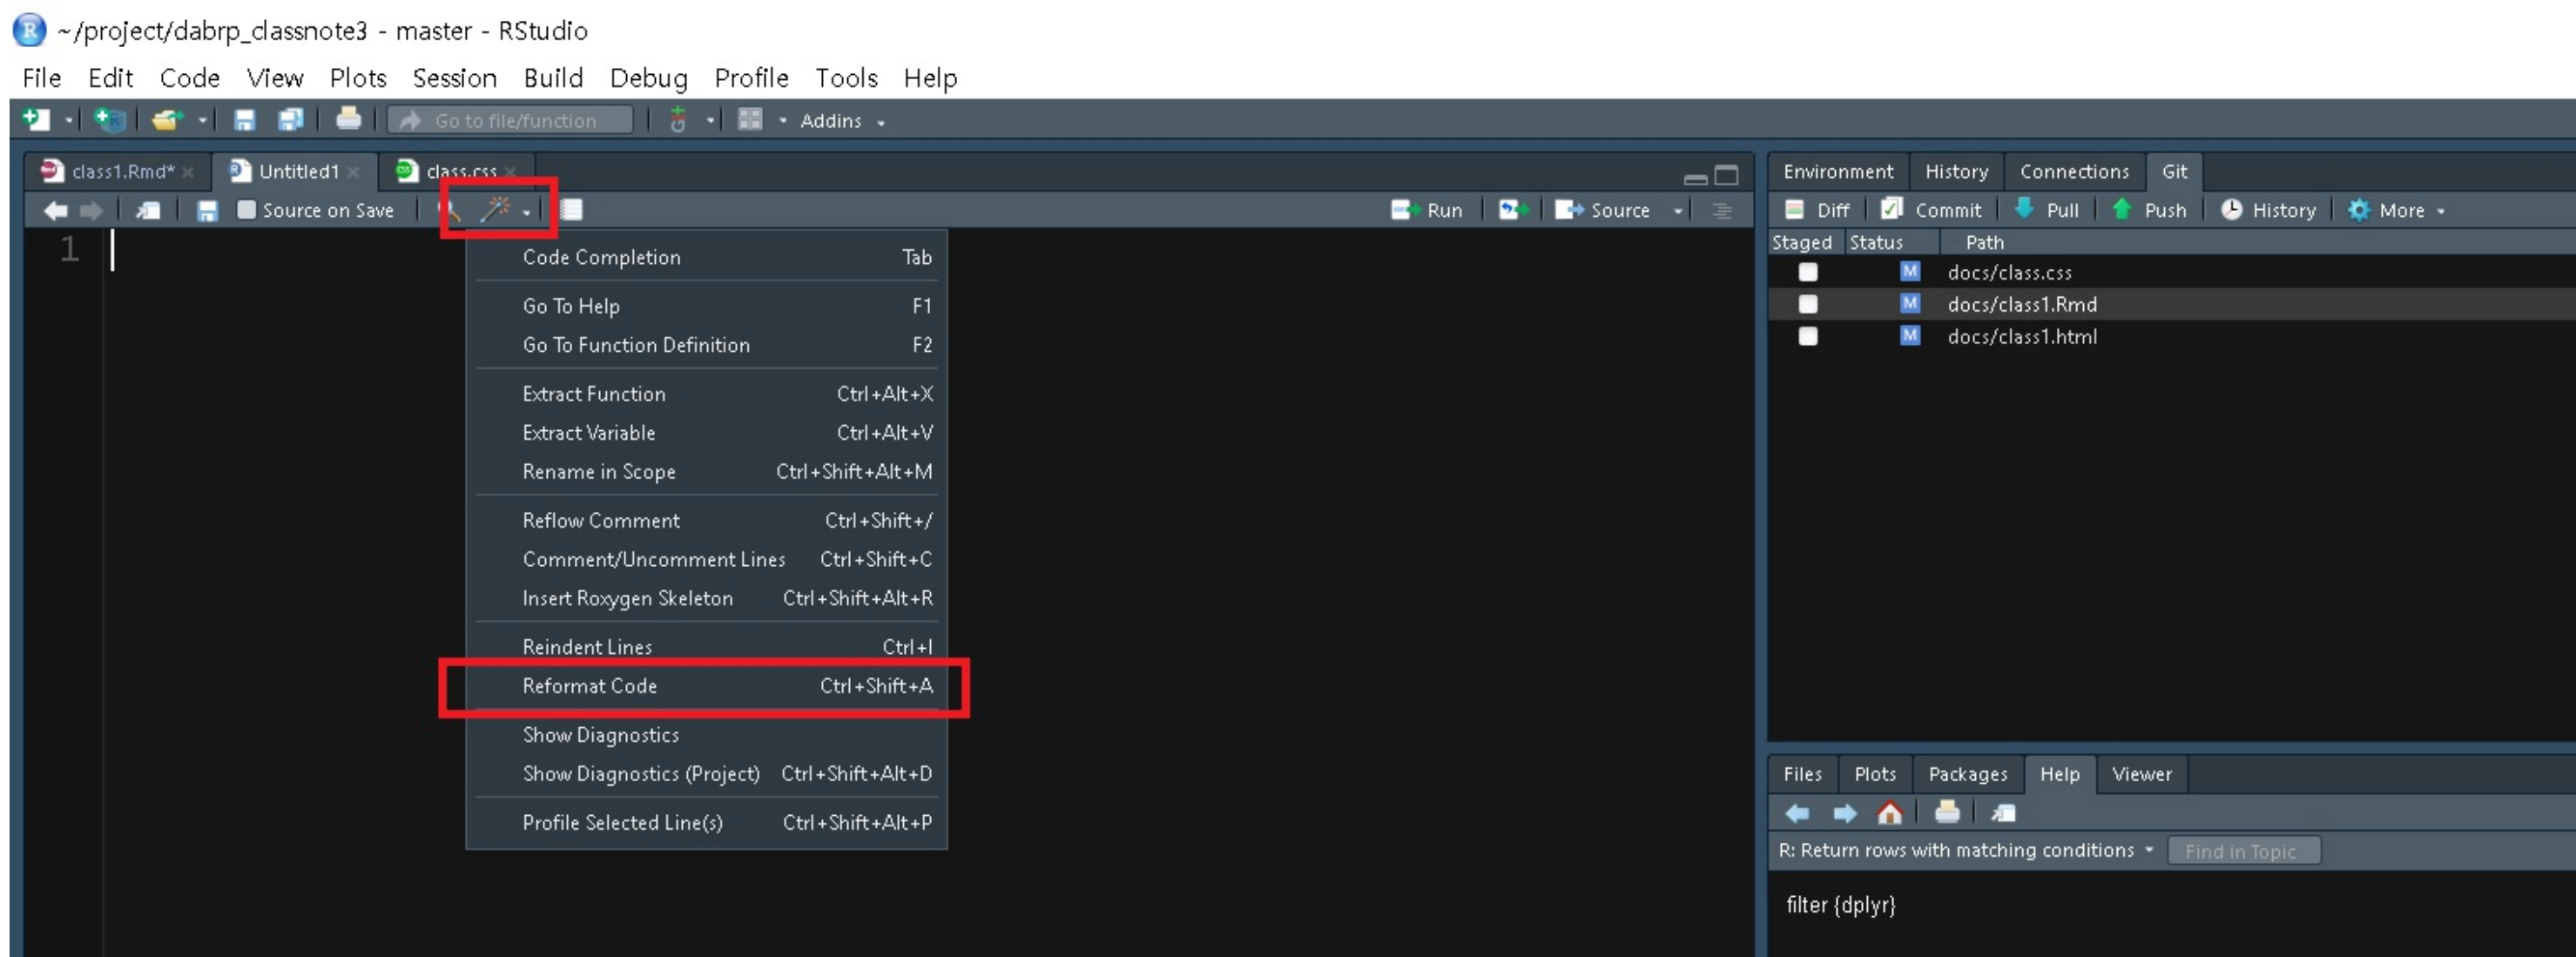 ~/project/dabrp_classnote3 - master - RStudio
File Edit Code View Plots Session Build Debug Profile Tools Help
Go to file/function Addins
class1.Rmd* Untitled1 class.css
Source on Save Run Source
1
Code Completion Tab
Go To Help F1
Go To Function Definition F2
Extract Function Ctrl+Alt+X
Extract Variable Ctrl+Alt+V
Rename in Scope Ctrl+Shift+Alt+M
Reflow Comment Ctrl+Shift+/
Comment/Uncomment Lines Ctrl+Shift+C
Insert Roxygen Skeleton Ctrl+Shift+Alt+R
Reindent Lines Ctrl+I
Reformat Code Ctrl+Shift+A
Show Diagnostics
Show Diagnostics (Project) Ctrl+Shift+Alt+D
Profile Selected Line(s) Ctrl+Shift+Alt+P
Environment History Connections Git
Diff Commit Pull Push History More
Staged Status Path
M docs/class.css
M docs/class1.Rmd
M docs/class1.html
Files Plots Packages Help Viewer
R: Return rows with matching conditions Find in Topic
filter {dplyr}